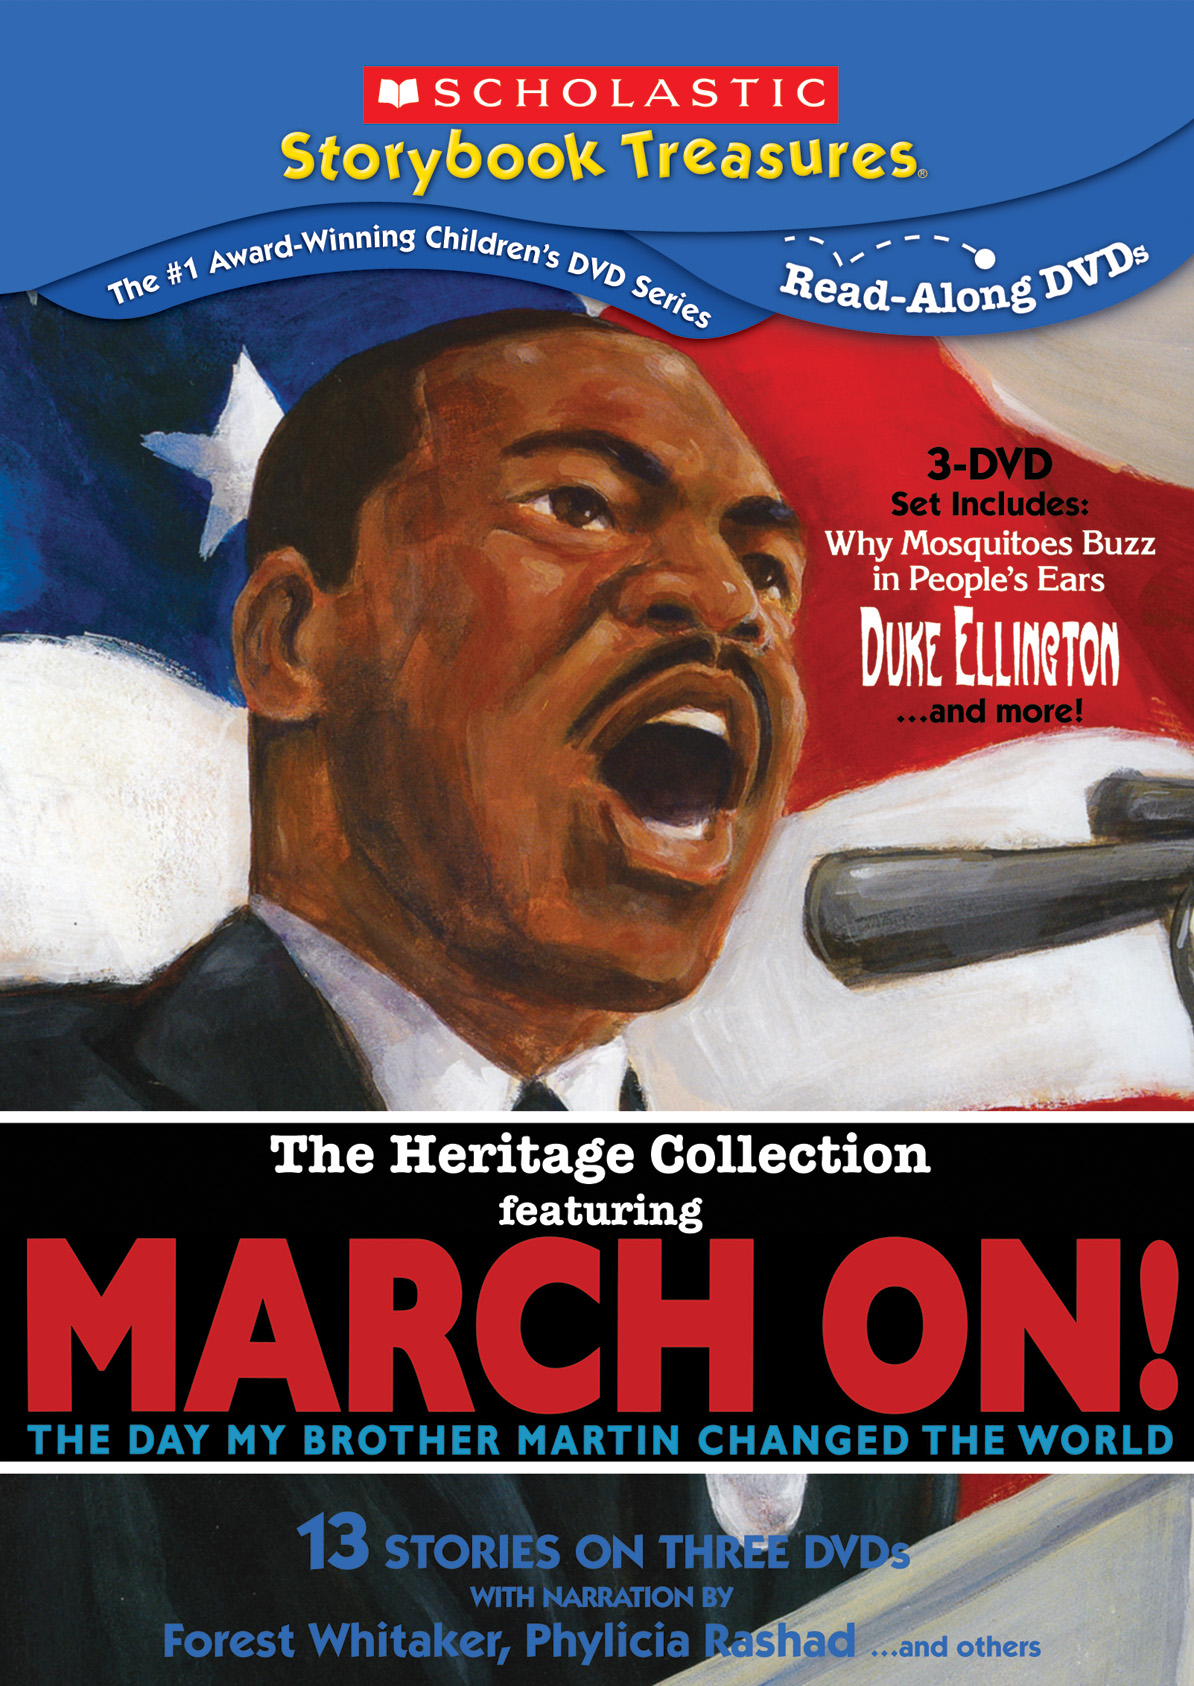 SCHOLASTIC
Storybook Treasures®
The #1 Award-Winning Children's DVD Series
Read-Along DVDs
3-DVD
Set Includes:
Why Mosquitoes Buzz
in People's Ears
DUKE ELLINGTON
...and more!
The Heritage Collection
featuring
MARCH ON!
THE DAY MY BROTHER MARTIN CHANGED THE WORLD
13 STORIES ON THREE DVDs
WITH NARRATION BY
Forest Whitaker, Phylicia Rashad ...and others